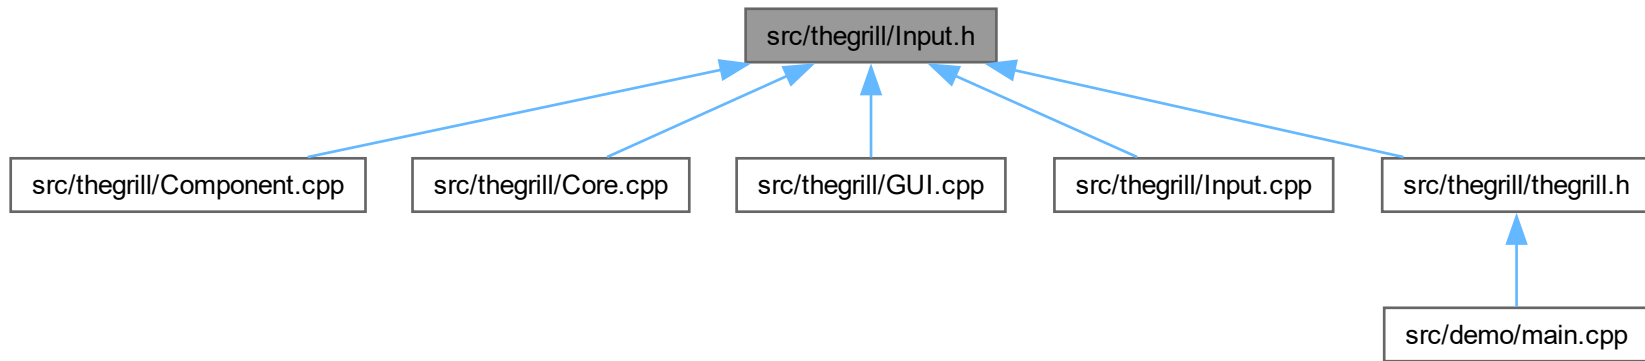 src/thegrill/Input.h
src/thegrill/Component.cpp
src/thegrill/Core.cpp
src/thegrill/GUI.cpp
src/thegrill/Input.cpp
src/thegrill/thegrill.h
src/demo/main.cpp